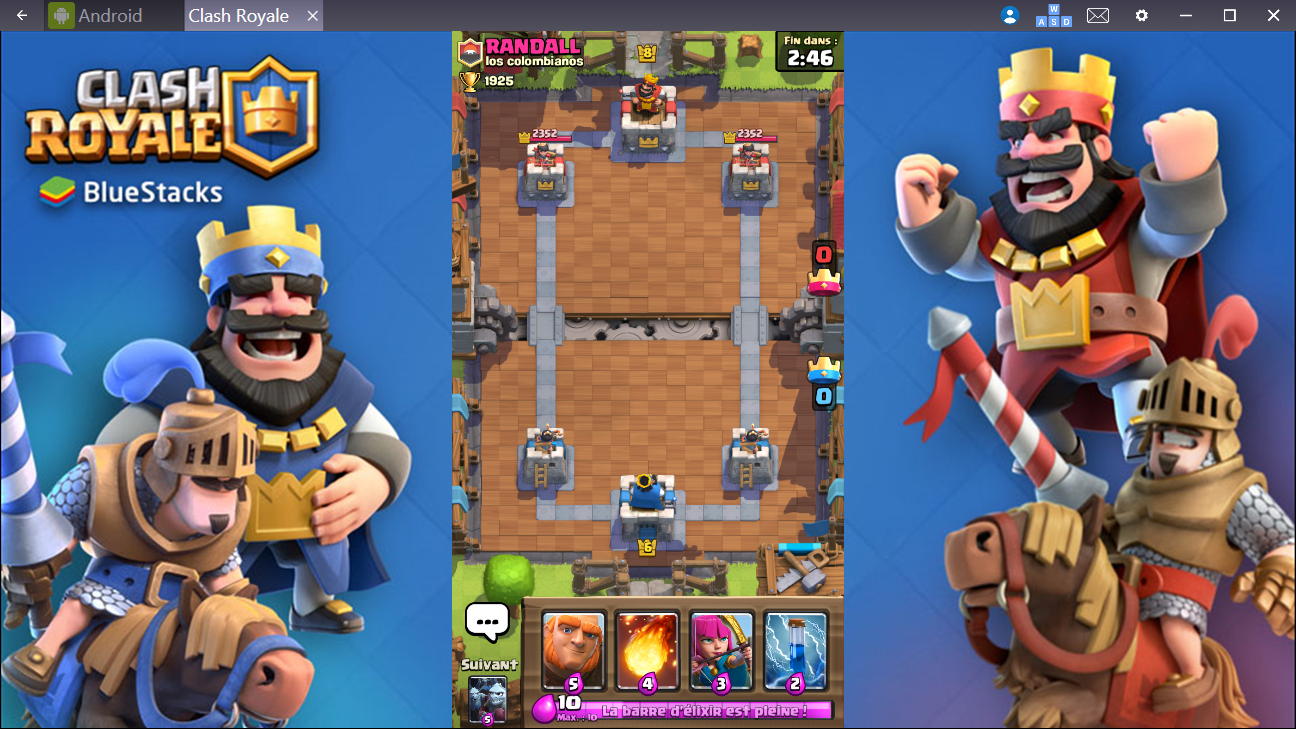 Android
Clash Royale
W
A S D
CLASH
ROYALE
BlueStacks
RANDALL
los colombianos
1925
8
Fin dans :
2:46
2352
2352
0
0
6
Suivant
5
5
4
3
2
10
Max. : 10
La barre d'élixir est pleine !